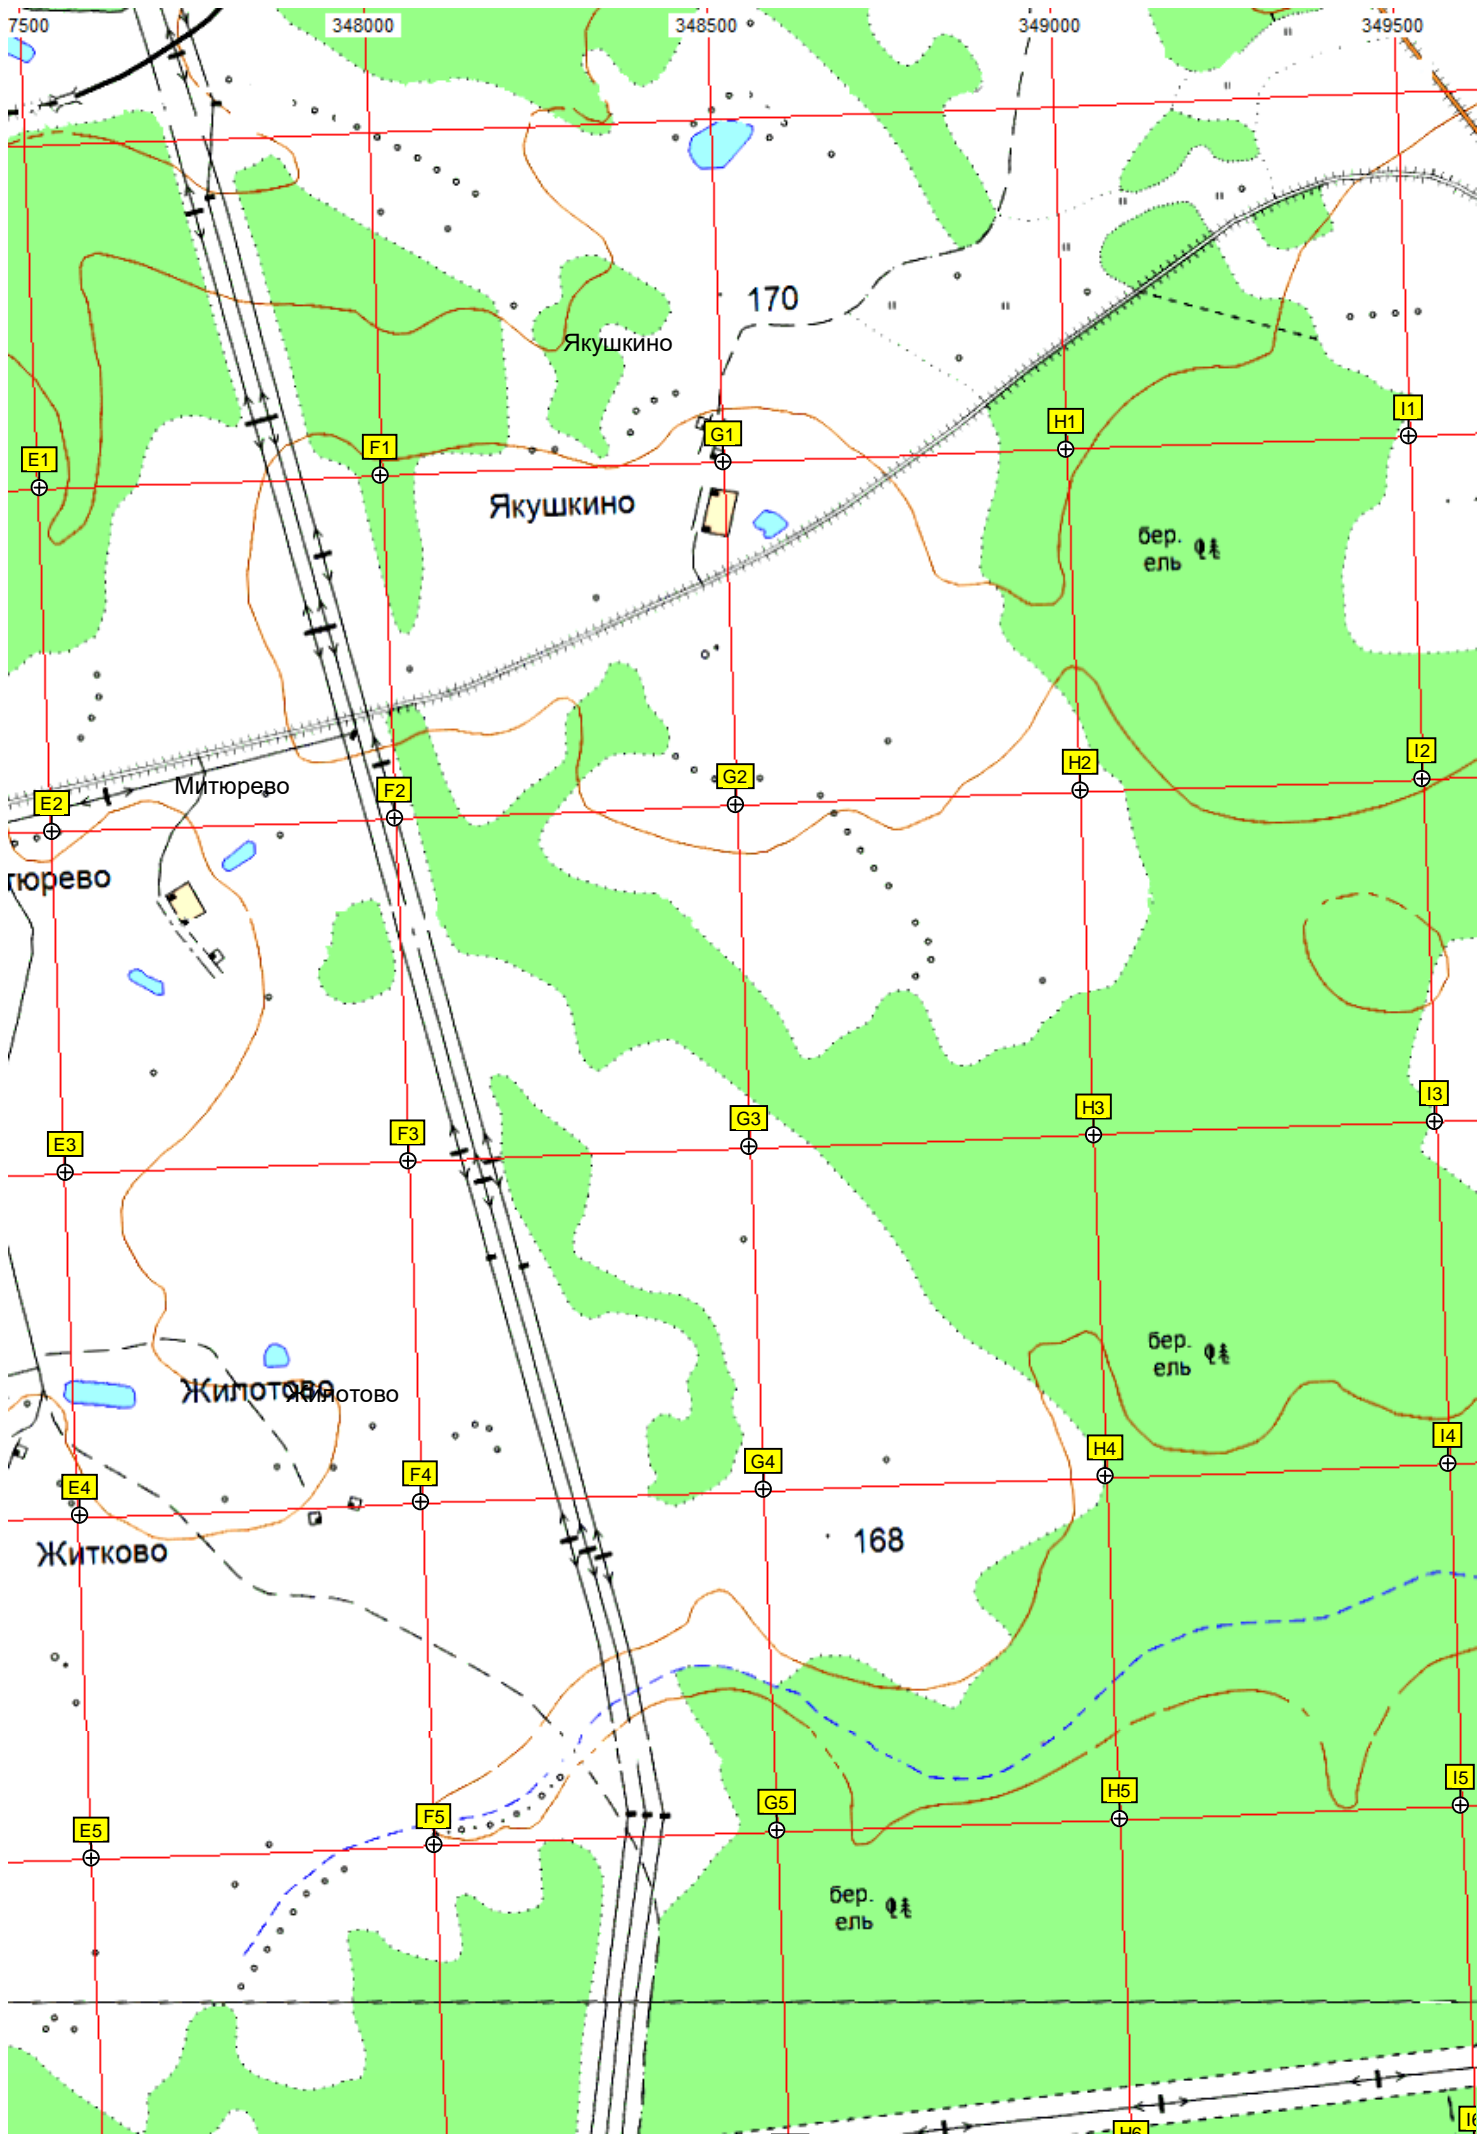 7500
348000
348500
349000
349500
170
Якушкино
I1
H1
G1
F1
E1
Якушкино
бер.
ель
I2
H2
G2
Митюрево
F2
E2
тюрево
I3
H3
G3
F3
E3
бер.
ель
Жилотово
Жилотово
I4
H4
G4
F4
E4
168
Житково
I5
H5
G5
F5
E5
бер.
ель
H6